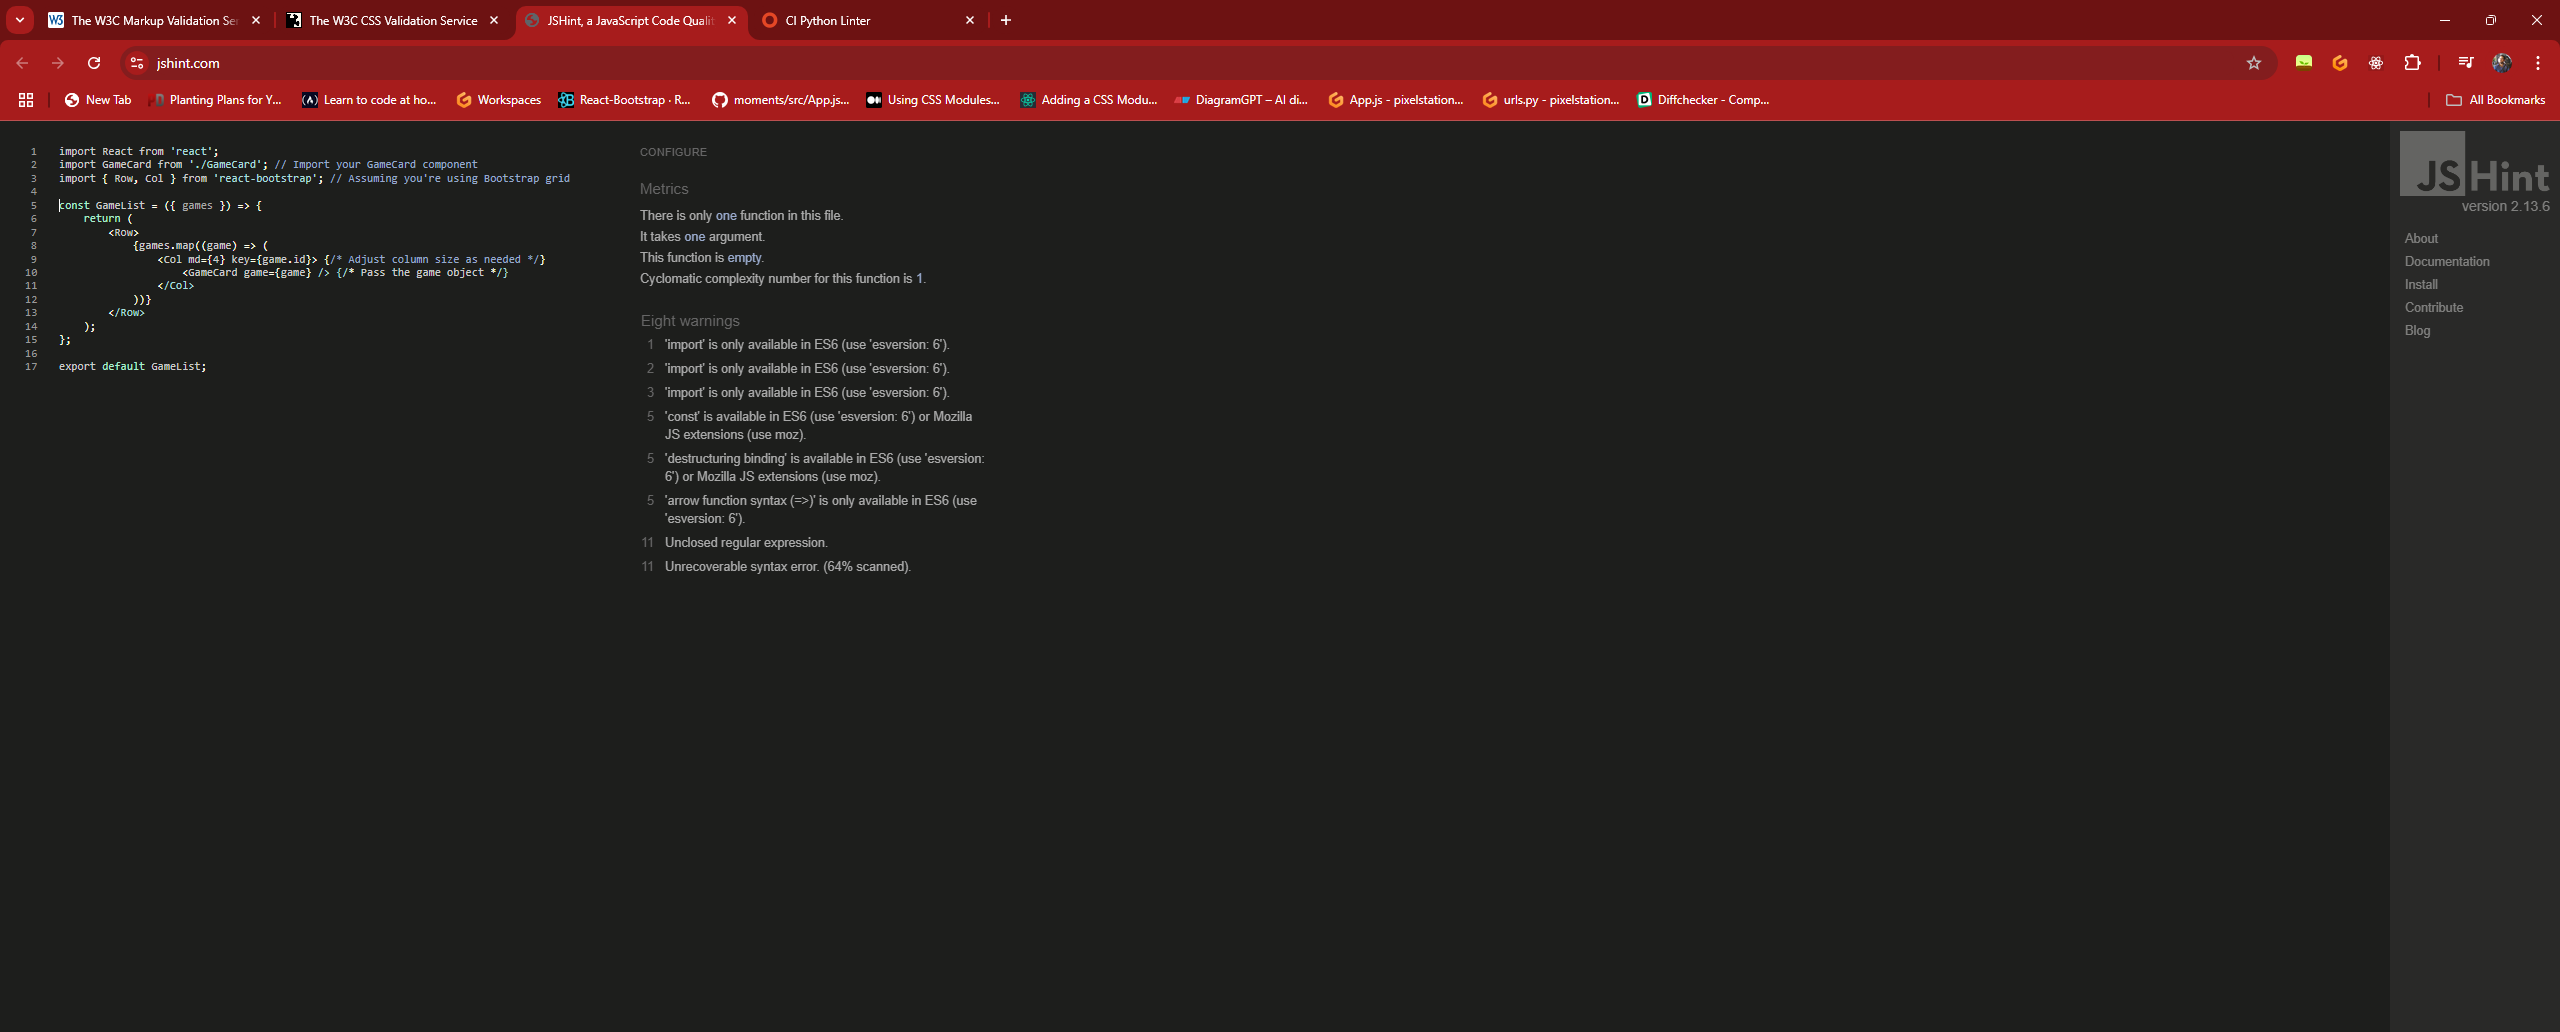 The W3C Markup Validation Se
The W3C CSS Validation Service
JSHint, a JavaScript Code Qualit
CI Python Linter
jshint.com
New Tab
Planting Plans for Y...
Learn to code at ho...
Workspaces
React-Bootstrap · R...
moments/src/App.js...
Using CSS Modules...
Adding a CSS Modu...
DiagramGPT – AI di...
App.js - pixelstation...
urls.py - pixelstation...
Diffchecker - Comp...
All Bookmarks
1 import React from 'react';
2 import GameCard from './GameCard'; // Import your GameCard component
3 import { Row, Col } from 'react-bootstrap'; // Assuming you're using Bootstrap grid
4
5 const GameList = ({ games }) => {
6 return (
7 <Row>
8 {games.map((game) => (
9 <Col md={4} key={game.id}> {/* Adjust column size as needed */}
10 <GameCard game={game} /> {/* Pass the game object */}
11 </Col>
12 ))}
13 </Row>
14 );
15 };
16
17 export default GameList;
CONFIGURE
Metrics
There is only one function in this file.
It takes one argument.
This function is empty.
Cyclomatic complexity number for this function is 1.
Eight warnings
1 'import' is only available in ES6 (use 'esversion: 6').
2 'import' is only available in ES6 (use 'esversion: 6').
3 'import' is only available in ES6 (use 'esversion: 6').
5 'const' is available in ES6 (use 'esversion: 6') or Mozilla
JS extensions (use moz).
5 'destructuring binding' is available in ES6 (use 'esversion:
6') or Mozilla JS extensions (use moz).
5 'arrow function syntax (=>)' is only available in ES6 (use
'esversion: 6').
11 Unclosed regular expression.
11 Unrecoverable syntax error. (64% scanned).
JSHint
version 2.13.6
About
Documentation
Install
Contribute
Blog